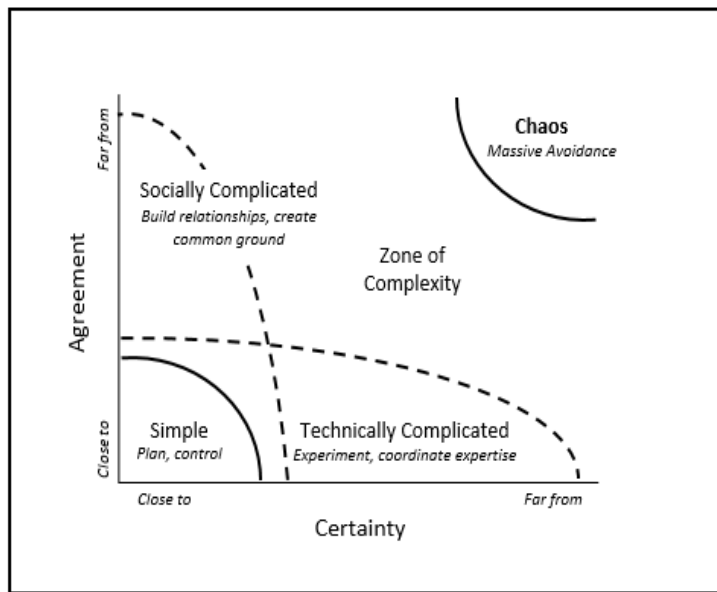 Chaos
Massive Avoidance
Far from
Socially Complicated
Build relationships, create
common ground
Zone of
Complexity
Agreement
Simple
Plan, control
Technically Complicated
Experiment, coordinate expertise
Close to
Close to
Far from
Certainty